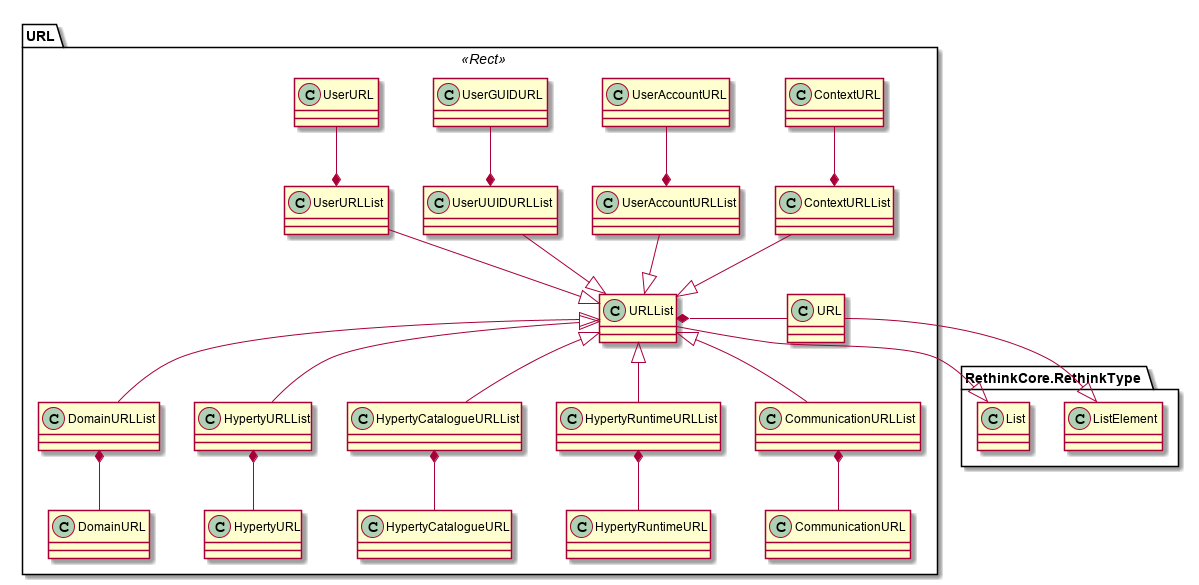 URL
«Rect»
C UserURL
C UserGUIDURL
C UserAccountURL
C ContextURL
C UserURLList
C UserUUIDURLList
C UserAccountURLList
C ContextURLList
C URLList
C URL
RethinkCore.RethinkType
C DomainURLList
C HypertyURLList
C HypertyCatalogueURLList
C HypertyRuntimeURLList
C CommunicationURLList
C List
C ListElement
C DomainURL
C HypertyURL
C HypertyCatalogueURL
C HypertyRuntimeURL
C CommunicationURL